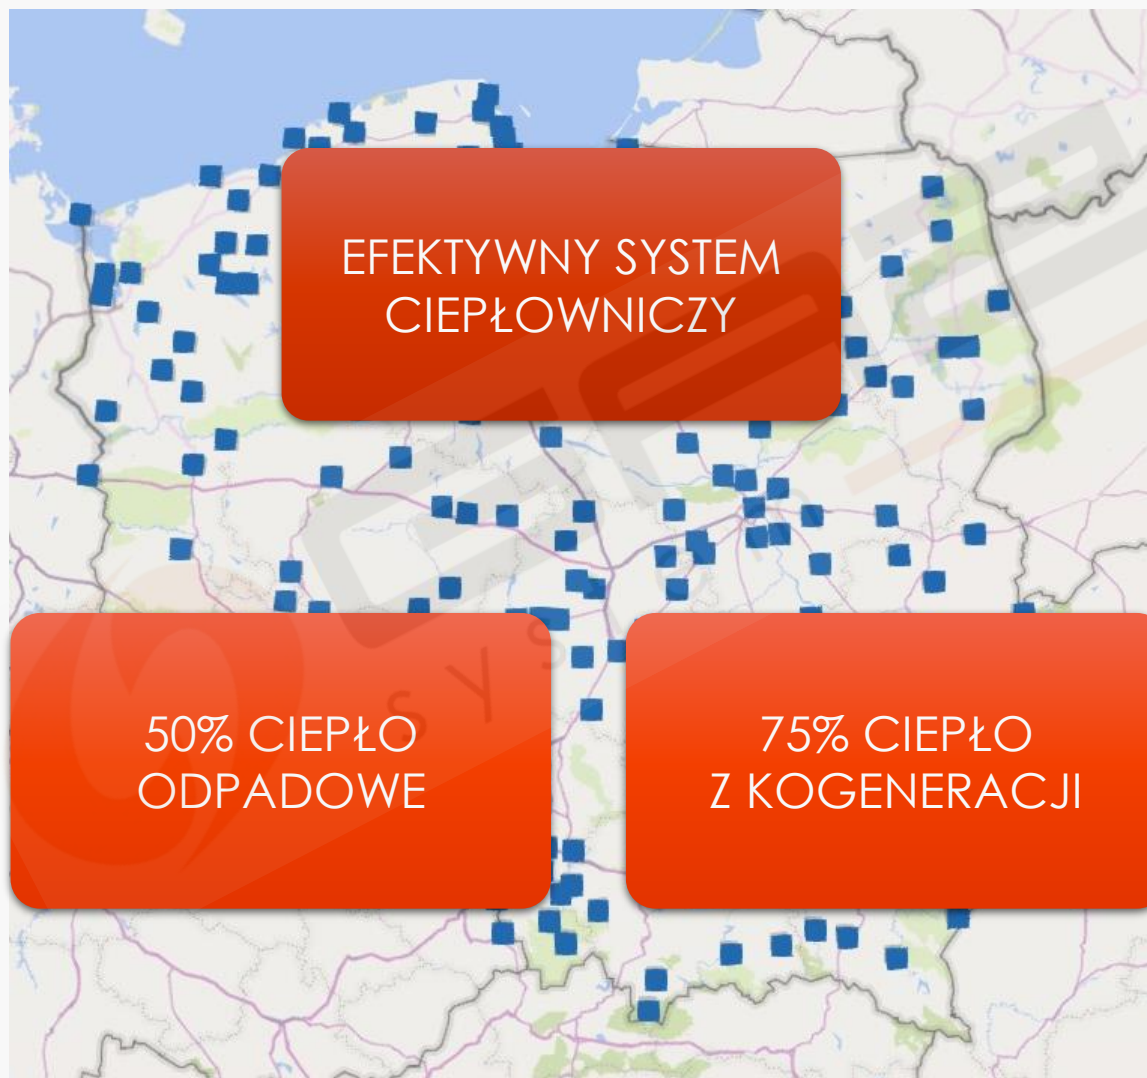 EFEKTYWNY SYSTEM
CIEPŁOWNICZY
50% CIEPŁO
ODPADOWE
75% CIEPŁO
Z KOGENERACJI